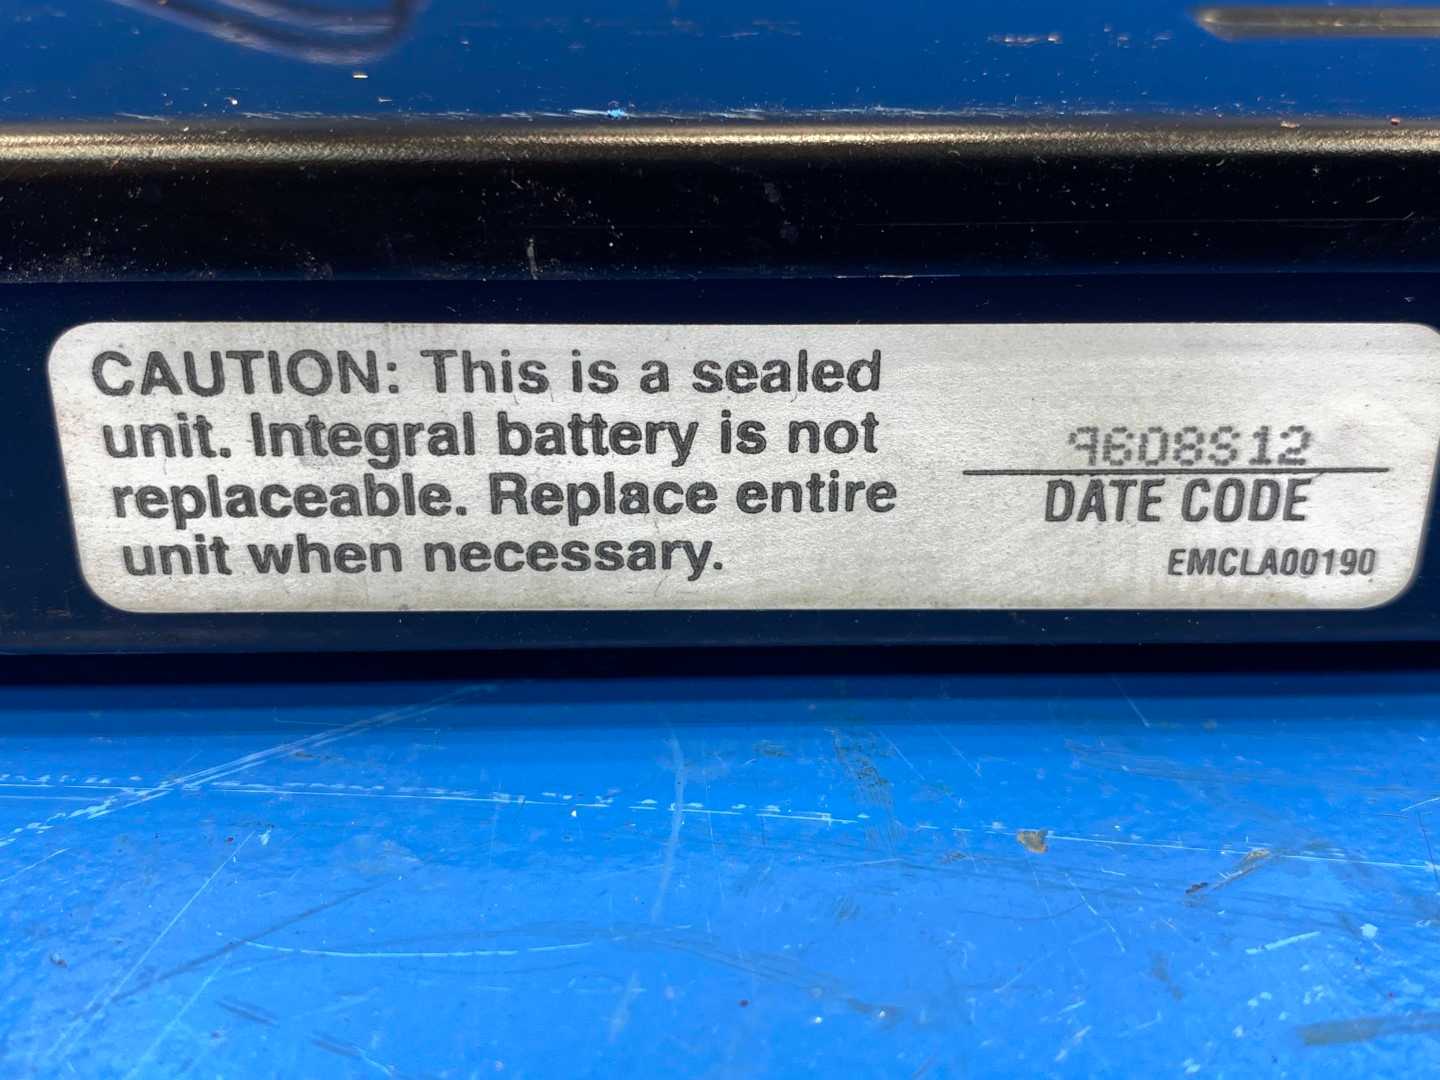 CAUTION: This is a sealed
unit. Integral battery is not
replaceable. Replace entire
unit when necessary.
9608S12
DATE CODE
EMCLA00190